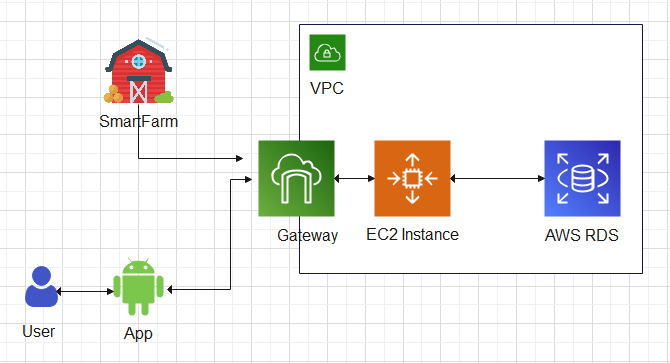 VPC
SmartFarm
Gateway
EC2 Instance
AWS RDS
User
App